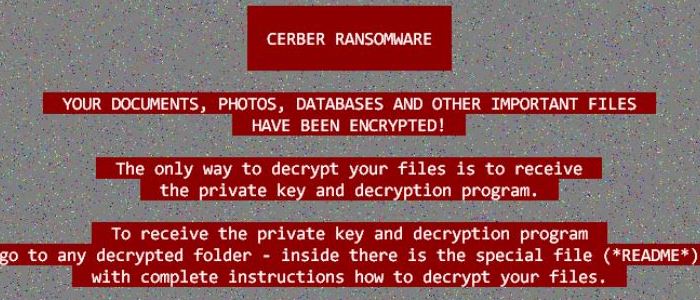 CERBER RANSOMWARE
YOUR DOCUMENTS, PHOTOS, DATABASES AND OTHER IMPORTANT FILES
HAVE BEEN ENCRYPTED!
The only way to decrypt your files is to receive
the private key and decryption program.
To receive the private key and decryption program
go to any decrypted folder - inside there is the special file (*README*)
with complete instructions how to decrypt your files.